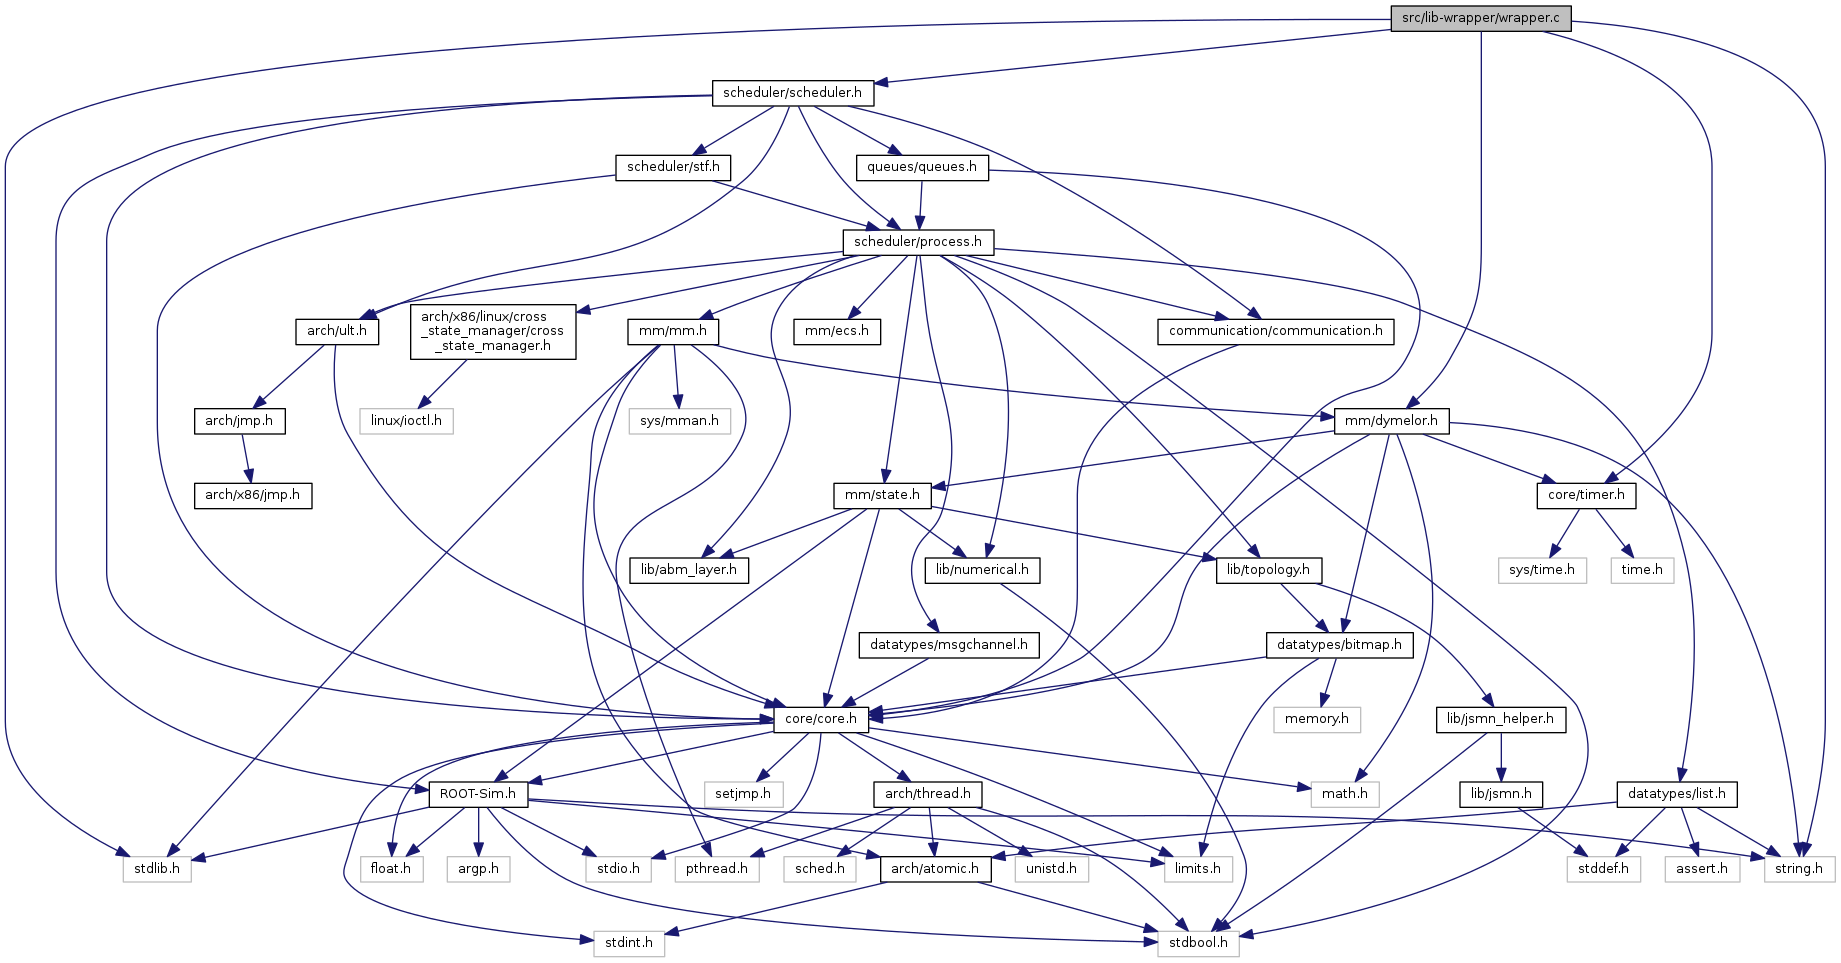 src/lib-wrapper/wrapper.c
scheduler/scheduler.h
scheduler/stf.h
queues/queues.h
scheduler/process.h
arch/ult.h
arch/x86/linux/cross
_state_manager/cross
_state_manager.h
mm/mm.h
mm/ecs.h
communication/communication.h
arch/jmp.h
linux/ioctl.h
sys/mman.h
mm/dymelor.h
arch/x86/jmp.h
mm/state.h
core/timer.h
lib/abm_layer.h
lib/numerical.h
lib/topology.h
sys/time.h
time.h
datatypes/msgchannel.h
datatypes/bitmap.h
core/core.h
memory.h
lib/jsmn_helper.h
ROOT-Sim.h
setjmp.h
arch/thread.h
math.h
lib/jsmn.h
datatypes/list.h
stdlib.h
float.h
argp.h
stdio.h
pthread.h
sched.h
arch/atomic.h
unistd.h
limits.h
stddef.h
assert.h
string.h
stdint.h
stdbool.h